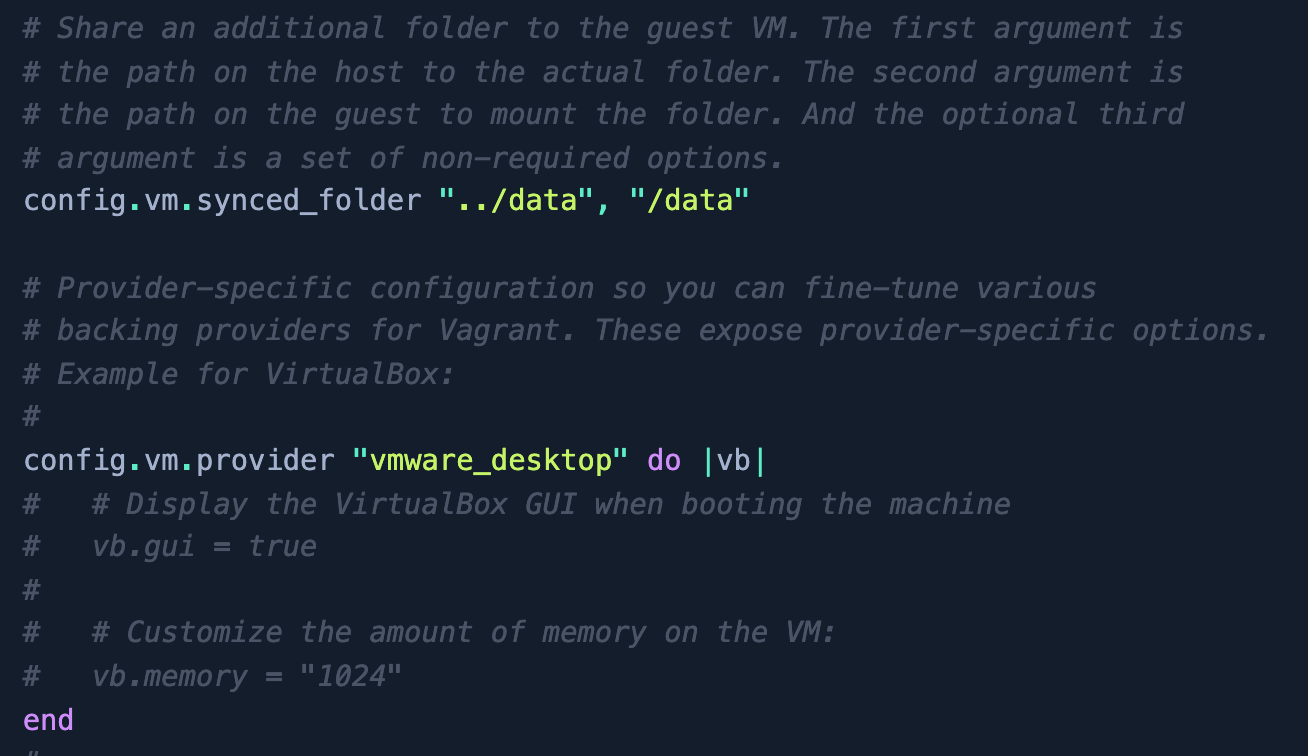 # Share an additional folder to the guest VM. The first argument is
# the path on the host to the actual folder. The second argument is
# the path on the guest to mount the folder. And the optional third
# argument is a set of non-required options.
config.vm.synced_folder "../data", "/data"
# Provider-specific configuration so you can fine-tune various
# backing providers for Vagrant. These expose provider-specific options.
# Example for VirtualBox:
#
config.vm.provider "vmware_desktop" do |vb|
#   # Display the VirtualBox GUI when booting the machine
#   vb.gui = true
#
#   # Customize the amount of memory on the VM:
#   vb.memory = "1024"
end